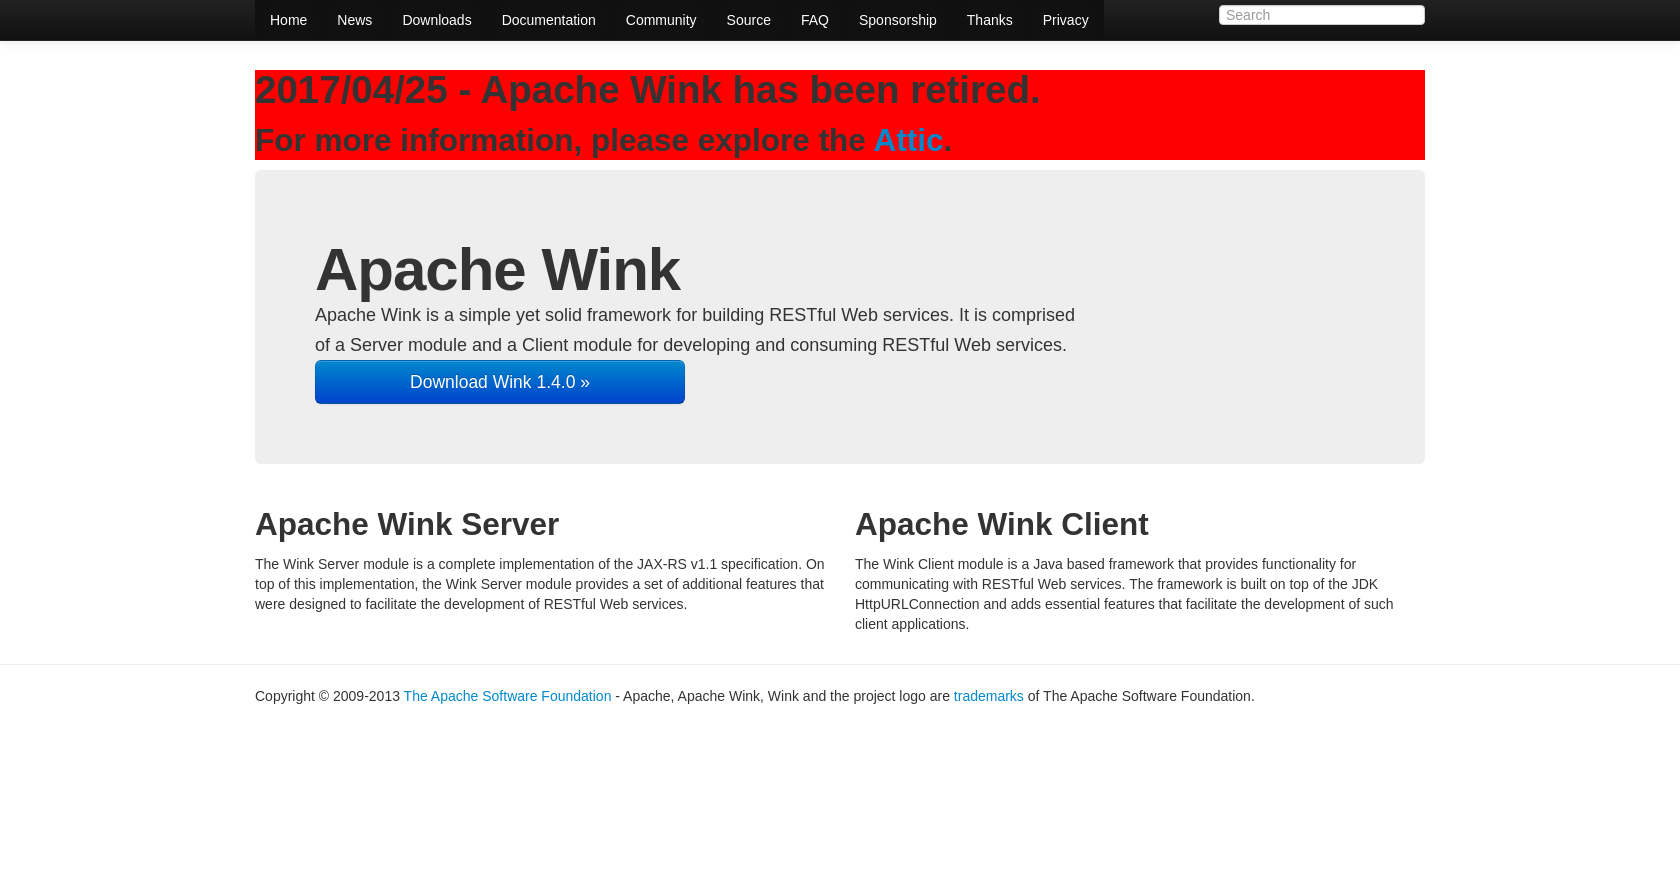 Home News Downloads Documentation Community Source FAQ Sponsorship Thanks Privacy Search
2017/04/25 - Apache Wink has been retired.
For more information, please explore the Attic.
Apache Wink
Apache Wink is a simple yet solid framework for building RESTful Web services. It is comprised
of a Server module and a Client module for developing and consuming RESTful Web services.
Download Wink 1.4.0 »
Apache Wink Server
The Wink Server module is a complete implementation of the JAX-RS v1.1 specification. On
top of this implementation, the Wink Server module provides a set of additional features that
were designed to facilitate the development of RESTful Web services.
Apache Wink Client
The Wink Client module is a Java based framework that provides functionality for
communicating with RESTful Web services. The framework is built on top of the JDK
HttpURLConnection and adds essential features that facilitate the development of such
client applications.
Copyright © 2009-2013 The Apache Software Foundation - Apache, Apache Wink, Wink and the project logo are trademarks of The Apache Software Foundation.